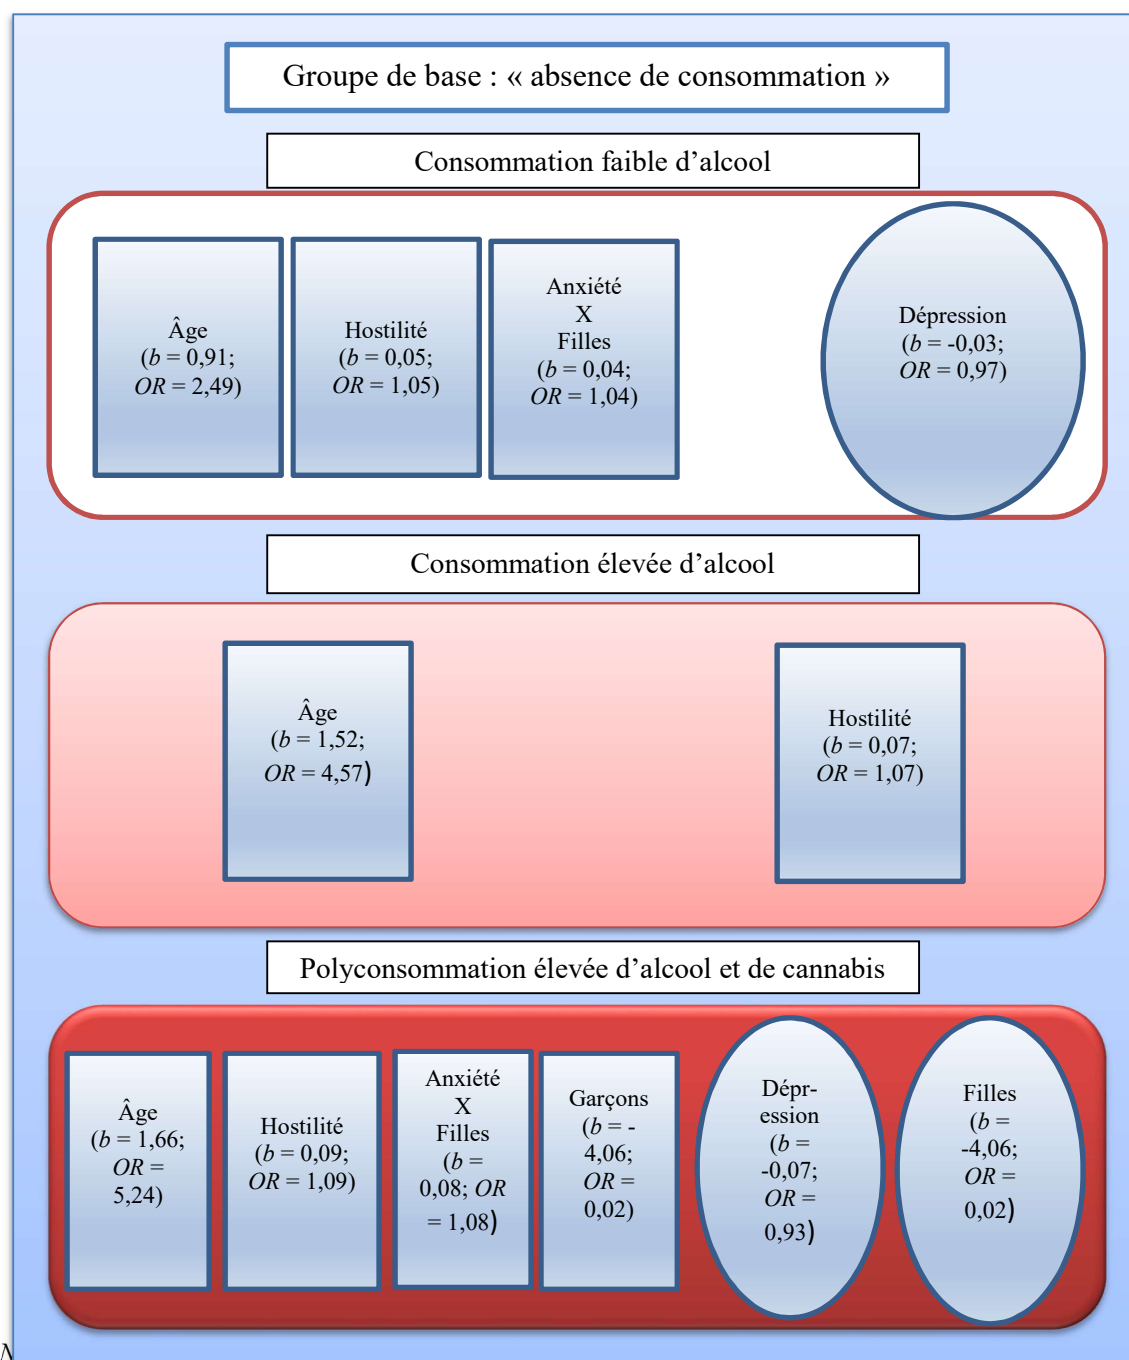 Groupe de base : « absence de consommation »
Consommation faible d’alcool
Âge
(b = 0,91;
OR = 2,49)
Hostilité
(b = 0,05;
OR = 1,05)
Anxiété
X
Filles
(b = 0,04;
OR = 1,04)
Dépression
(b = -0,03;
OR = 0,97)
Consommation élevée d’alcool
Âge
(b = 1,52;
OR = 4,57)
Hostilité
(b = 0,07;
OR = 1,07)
Polyconsommation élevée d’alcool et de cannabis
Âge
(b = 1,66;
OR =
5,24)
Hostilité
(b = 0,09;
OR = 1,09)
Anxiété
X
Filles
(b =
0,08; OR
= 1,08)
Garçons
(b = -
4,06;
OR =
0,02)
Dépr-
ession
(b =
-0,07;
OR =
0,93)
Filles
(b =
-4,06;
OR =
0,02)